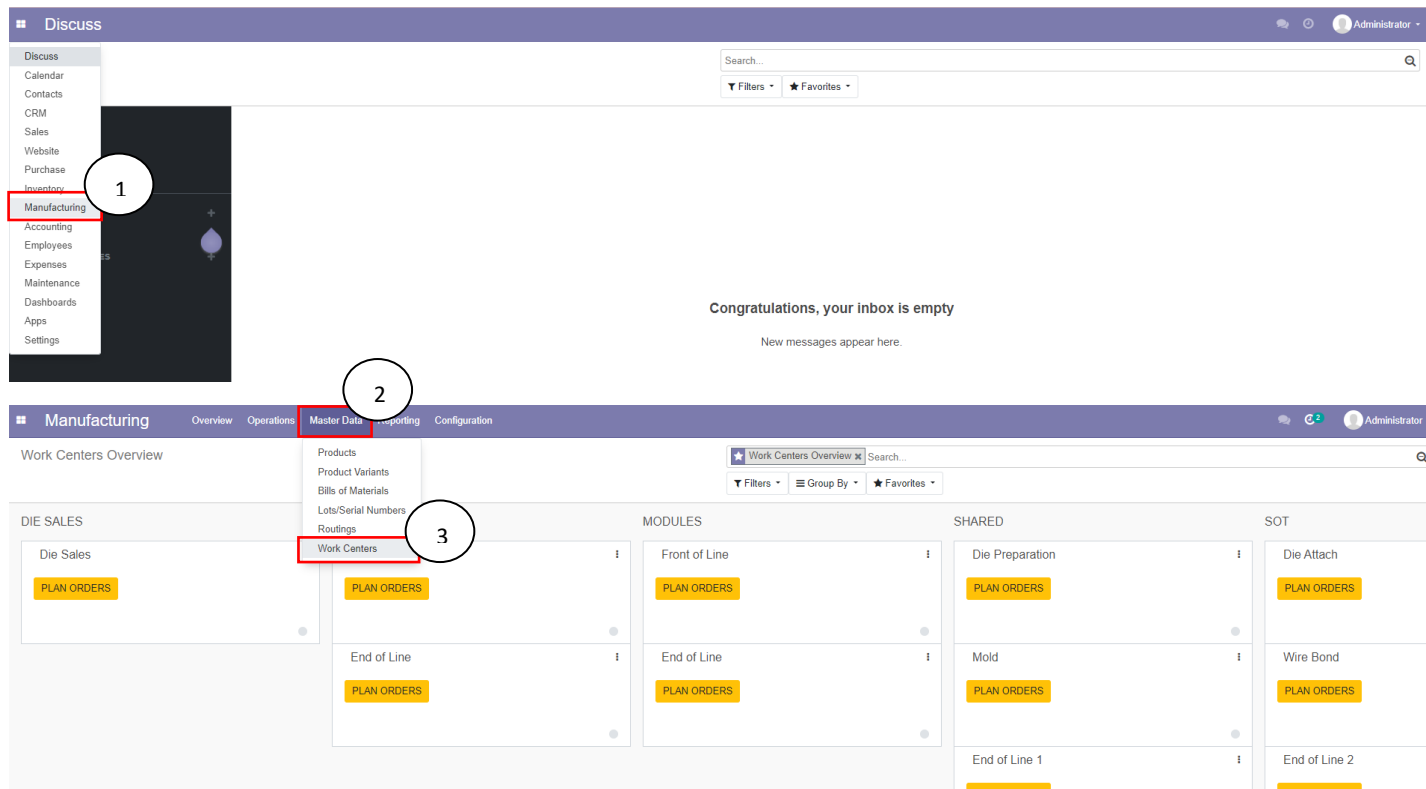 Discuss
Administrator
Discuss
Calendar
Contacts
CRM
Sales
Website
Purchase
Inventory
Manufacturing
Accounting
Employees
Expenses
Maintenance
Dashboards
Apps
Settings
1
ES
Search...
Filters
Favorites
Congratulations, your inbox is empty
New messages appear here.
2
Manufacturing Overview Operations Master Data Reporting Configuration
2 Administrator
Work Centers Overview
Work Centers Overview Search...
Filters Group By Favorites
Products
Product Variants
Bills of Materials
Lots/Serial Numbers
Routings
Work Centers
3
DIE SALES
Die Sales
PLAN ORDERS
PLAN ORDERS
End of Line
PLAN ORDERS
MODULES
Front of Line
PLAN ORDERS
End of Line
PLAN ORDERS
SHARED
Die Preparation
PLAN ORDERS
Mold
PLAN ORDERS
End of Line 1
SOT
Die Attach
PLAN ORDERS
Wire Bond
PLAN ORDERS
End of Line 2